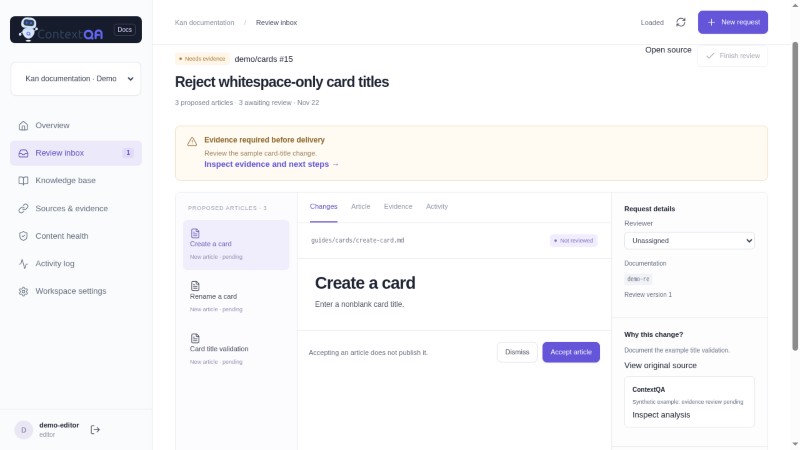 ContextQA
Docs
Kan documentation · Demo
Overview
Review inbox
1
Knowledge base
Sources & evidence
Content health
Activity log
Workspace settings
D
demo-editor
editor
Kan documentation / Review inbox
Loaded
New request
Needs evidence
demo/cards #15
Open source
Finish review
Reject whitespace-only card titles
3 proposed articles · 3 awaiting review · Nov 22
Evidence required before delivery
Review the sample card-title change.
Inspect evidence and next steps →
PROPOSED ARTICLES · 3
Create a card
New article · pending
Rename a card
New article · pending
Card title validation
New article · pending
Changes
Article
Evidence
Activity
guides/cards/create-card.md
Not reviewed
Create a card
Enter a nonblank card title.
Accepting an article does not publish it.
Dismiss
Accept article
Request details
Reviewer
Unassigned
Documentation
demo-re
Review version 1
Why this change?
Document the example title validation.
View original source
ContextQA
Synthetic example: evidence review pending
Inspect analysis